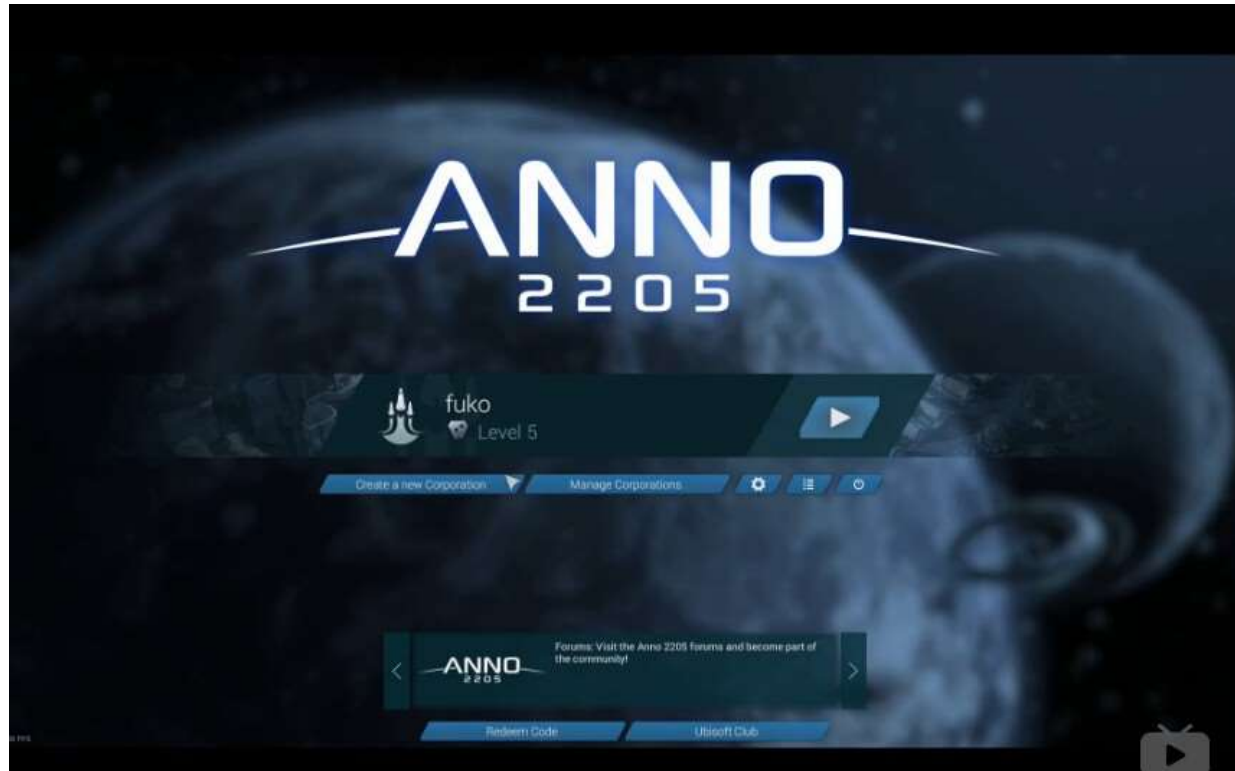 ANNO
2205
fuko
Level 5
Create a new Corporation
Manage Corporations
Forums: Visit the Anno 2205 forums and become part of
the community!
ANNO
2205
Redeem Code
Ubisoft Club